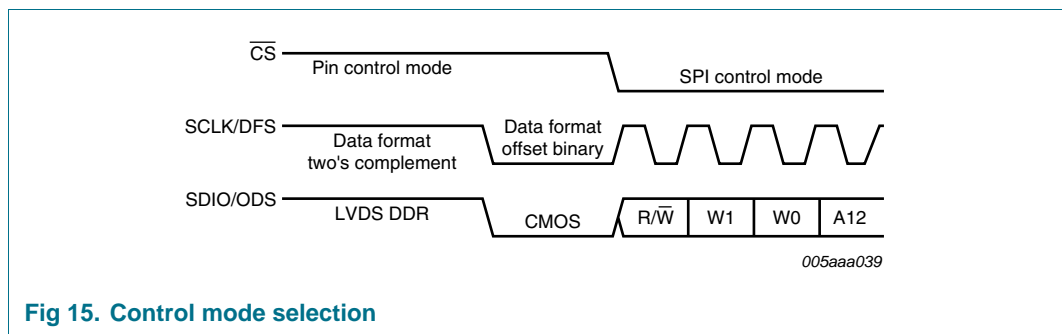 C̅S̅
Pin control mode
SPI control mode
SCLK/DFS
Data format
two's complement
Data format
offset binary
SDIO/ODS
LVDS DDR
CMOS
R/W̅
W1
W0
A12
005aaa039
Fig 15. Control mode selection